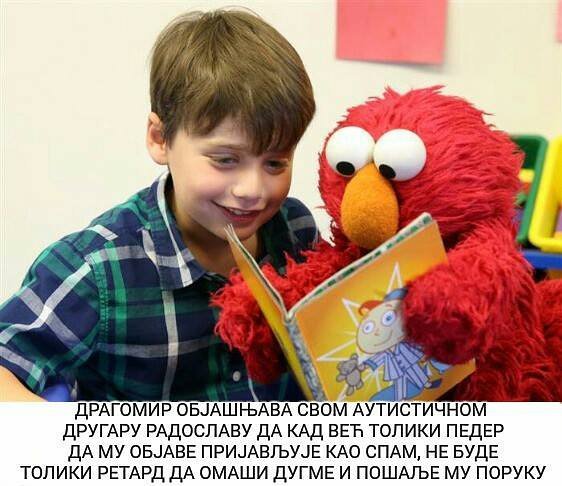 ДРАГОМИР ОБЈАШЊАВА СВОМ АУТИСТИЧНОМ
ДРУГАРУ РАДОСЛАВУ ДА КАД ВЕЋ ТОЛИКИ ПЕДЕР
ДА МУ ОБЈАВЕ ПРИЈАВЉУЈЕ КАО СПАМ, НЕ БУДЕ
ТОЛИКИ РЕТАРД ДА ОМАШИ ДУГМЕ И ПОШАЉЕ МУ ПОРУКУ